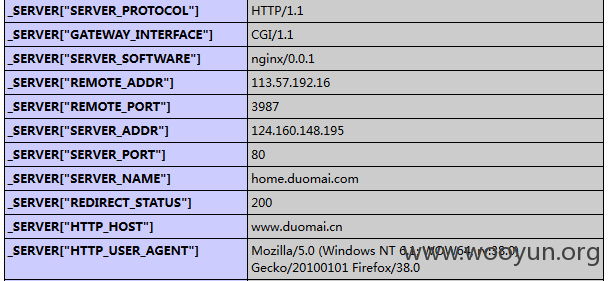 _SERVER["SERVER_PROTOCOL"] HTTP/1.1
_SERVER["GATEWAY_INTERFACE"] CGI/1.1
_SERVER["SERVER_SOFTWARE"] nginx/0.0.1
_SERVER["REMOTE_ADDR"] 113.57.192.16
_SERVER["REMOTE_PORT"] 3987
_SERVER["SERVER_ADDR"] 124.160.148.195
_SERVER["SERVER_PORT"] 80
_SERVER["SERVER_NAME"] home.duomai.com
_SERVER["REDIRECT_STATUS"] 200
_SERVER["HTTP_HOST"] www.duomai.cn
_SERVER["HTTP_USER_AGENT"] Mozilla/5.0 (Windows NT 6.1; WOW64; rv:38.0)
Gecko/20100101 Firefox/38.0
www.wooyun.org